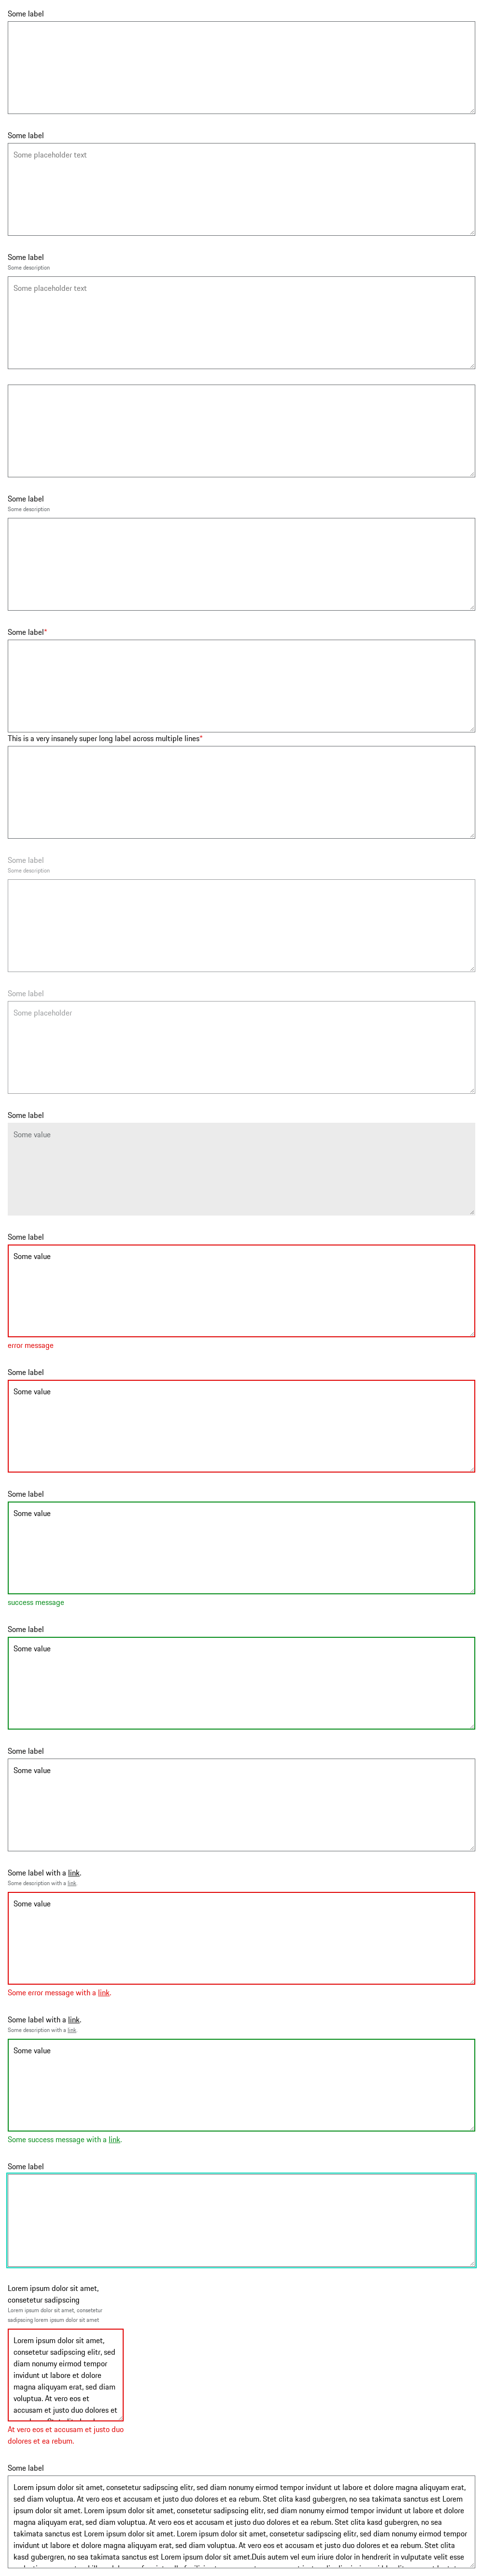 Some label
Some label
Some placeholder text
Some label
Some description
Some placeholder text
Some label
Some description
Some label*
This is a very insanely super long label across multiple lines*
Some label
Some description
Some label
Some placeholder
Some label
Some value
Some label
Some value
error message
Some label
Some value
Some label
Some value
success message
Some label
Some value
Some label
Some value
Some label with a link.
Some description with a link.
Some value
Some error message with a link.
Some label with a link.
Some description with a link.
Some value
Some success message with a link.
Some label
Lorem ipsum dolor sit amet,
consetetur sadipscing
Lorem ipsum dolor sit amet, consetetur
sadipscing lorem ipsum dolor sit amet
Lorem ipsum dolor sit amet,
consetetur sadipscing elitr, sed
diam nonumy eirmod tempor
invidunt ut labore et dolore
magna aliquyam erat, sed diam
voluptua. At vero eos et
accusam et justo duo dolores et
At vero eos et accusam et justo duo
dolores et ea rebum.
Some label
Lorem ipsum dolor sit amet, consetetur sadipscing elitr, sed diam nonumy eirmod tempor invidunt ut labore et dolore magna aliquyam erat,
sed diam voluptua. At vero eos et accusam et justo duo dolores et ea rebum. Stet clita kasd gubergren, no sea takimata sanctus est Lorem
ipsum dolor sit amet. Lorem ipsum dolor sit amet, consetetur sadipscing elitr, sed diam nonumy eirmod tempor invidunt ut labore et dolore
magna aliquyam erat, sed diam voluptua. At vero eos et accusam et justo duo dolores et ea rebum. Stet clita kasd gubergren, no sea
takimata sanctus est Lorem ipsum dolor sit amet. Lorem ipsum dolor sit amet, consetetur sadipscing elitr, sed diam nonumy eirmod tempor
invidunt ut labore et dolore magna aliquyam erat, sed diam voluptua. At vero eos et accusam et justo duo dolores et ea rebum. Stet clita
kasd gubergren, no sea takimata sanctus est Lorem ipsum dolor sit amet.Duis autem vel eum iriure dolor in hendrerit in vulputate velit esse